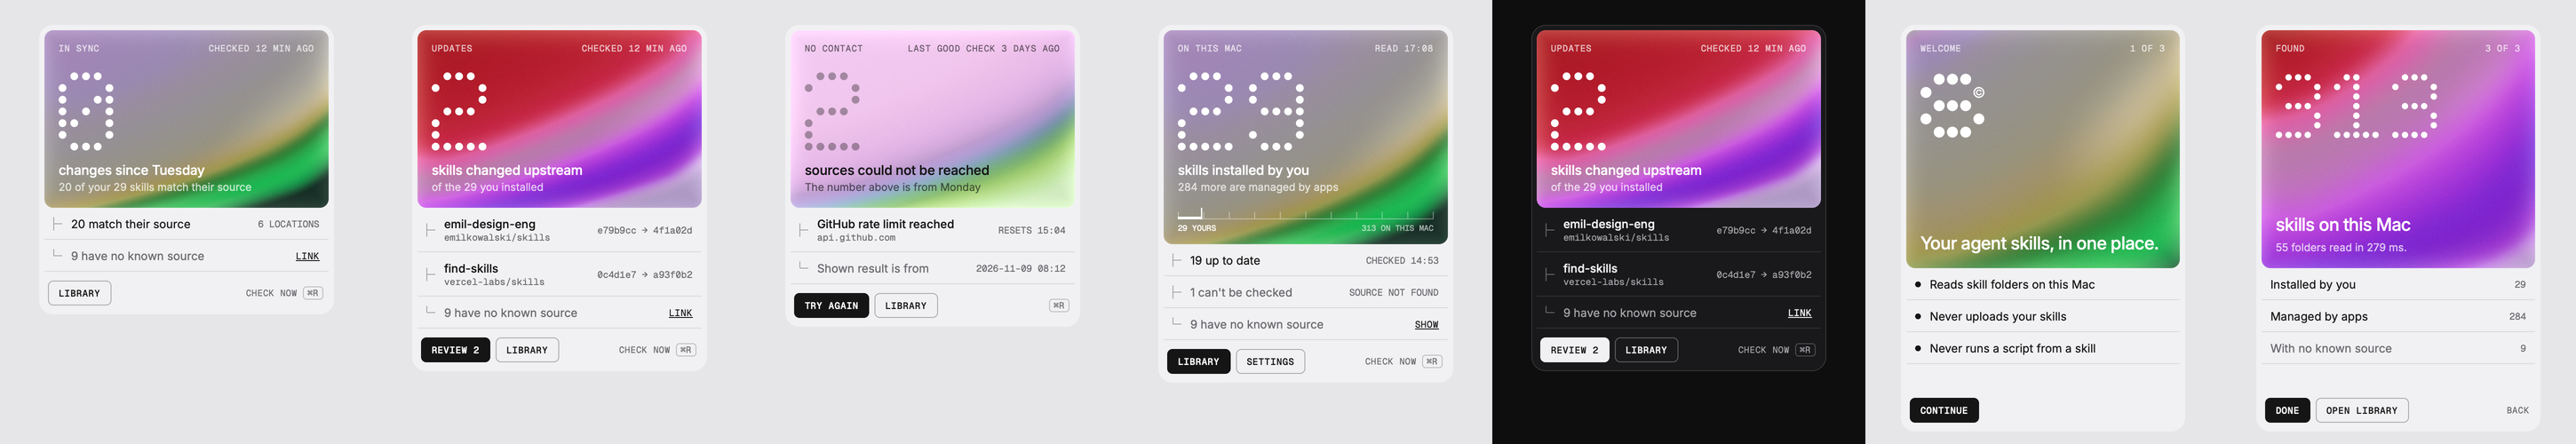 IN SYNC CHECKED 12 MIN AGO
0
changes since Tuesday
20 of your 29 skills match their source
20 match their source 6 LOCATIONS
9 have no known source LINK
LIBRARY CHECK NOW ⌘R
UPDATES CHECKED 12 MIN AGO
2
skills changed upstream
of the 29 you installed
emil-design-eng
emilkowalski/skills e79b9cc → 4f1a02d
find-skills
vercel-labs/skills 0c4d1e7 → a93f0b2
9 have no known source LINK
REVIEW 2 LIBRARY CHECK NOW ⌘R
NO CONTACT LAST GOOD CHECK 3 DAYS AGO
2
sources could not be reached
The number above is from Monday
GitHub rate limit reached
api.github.com RESETS 15:04
Shown result is from 2026-11-09 08:12
TRY AGAIN LIBRARY ⌘R
ON THIS MAC READ 17:08
29
skills installed by you
284 more are managed by apps
29 YOURS 313 ON THIS MAC
19 up to date CHECKED 14:53
1 can't be checked SOURCE NOT FOUND
9 have no known source SHOW
LIBRARY SETTINGS CHECK NOW ⌘R
UPDATES CHECKED 12 MIN AGO
2
skills changed upstream
of the 29 you installed
emil-design-eng
emilkowalski/skills e79b9cc → 4f1a02d
find-skills
vercel-labs/skills 0c4d1e7 → a93f0b2
9 have no known source LINK
REVIEW 2 LIBRARY CHECK NOW ⌘R
WELCOME 1 OF 3
©
Your agent skills, in one place.
Reads skill folders on this Mac
Never uploads your skills
Never runs a script from a skill
CONTINUE
FOUND 3 OF 3
313
skills on this Mac
55 folders read in 279 ms.
Installed by you 29
Managed by apps 284
With no known source 9
DONE OPEN LIBRARY BACK